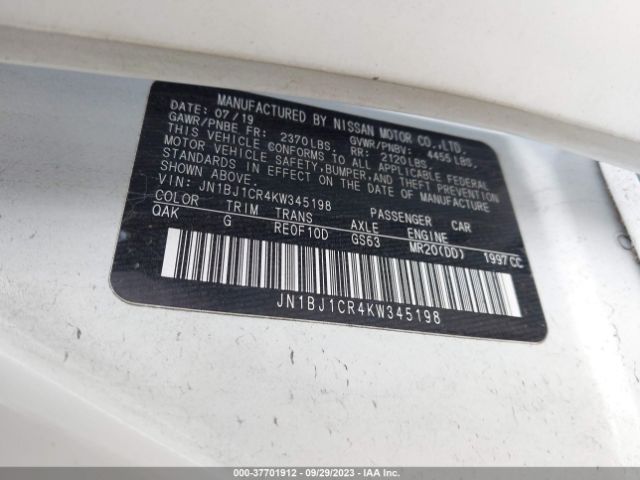 MANUFACTURED BY NISSAN MOTOR CO.,LTD.
DATE: 07/19 GVWR/PNBV: 4455 LBS.
GAWR/PNBE FR: 2370LBS. RR: 2120LBS
THIS VEHICLE CONFORMS TO ALL APPLICABLE FEDERAL
MOTOR VEHICLE SAFETY,BUMPER,AND THEFT PREVENTION
STANDARDS IN EFFECT ON THE DATE OF MANUFACTURE
SHOWN ABOVE.
VIN: JN1BJ1CR4KW345198 PASSENGER CAR
COLOR TRIM TRANS AXLE ENGINE
QAK G RE0F10D GS63 MR20(DD) 1997CC
JN1BJ1CR4KW345198
000-37701912 - 09/29/2023 - IAA Inc.